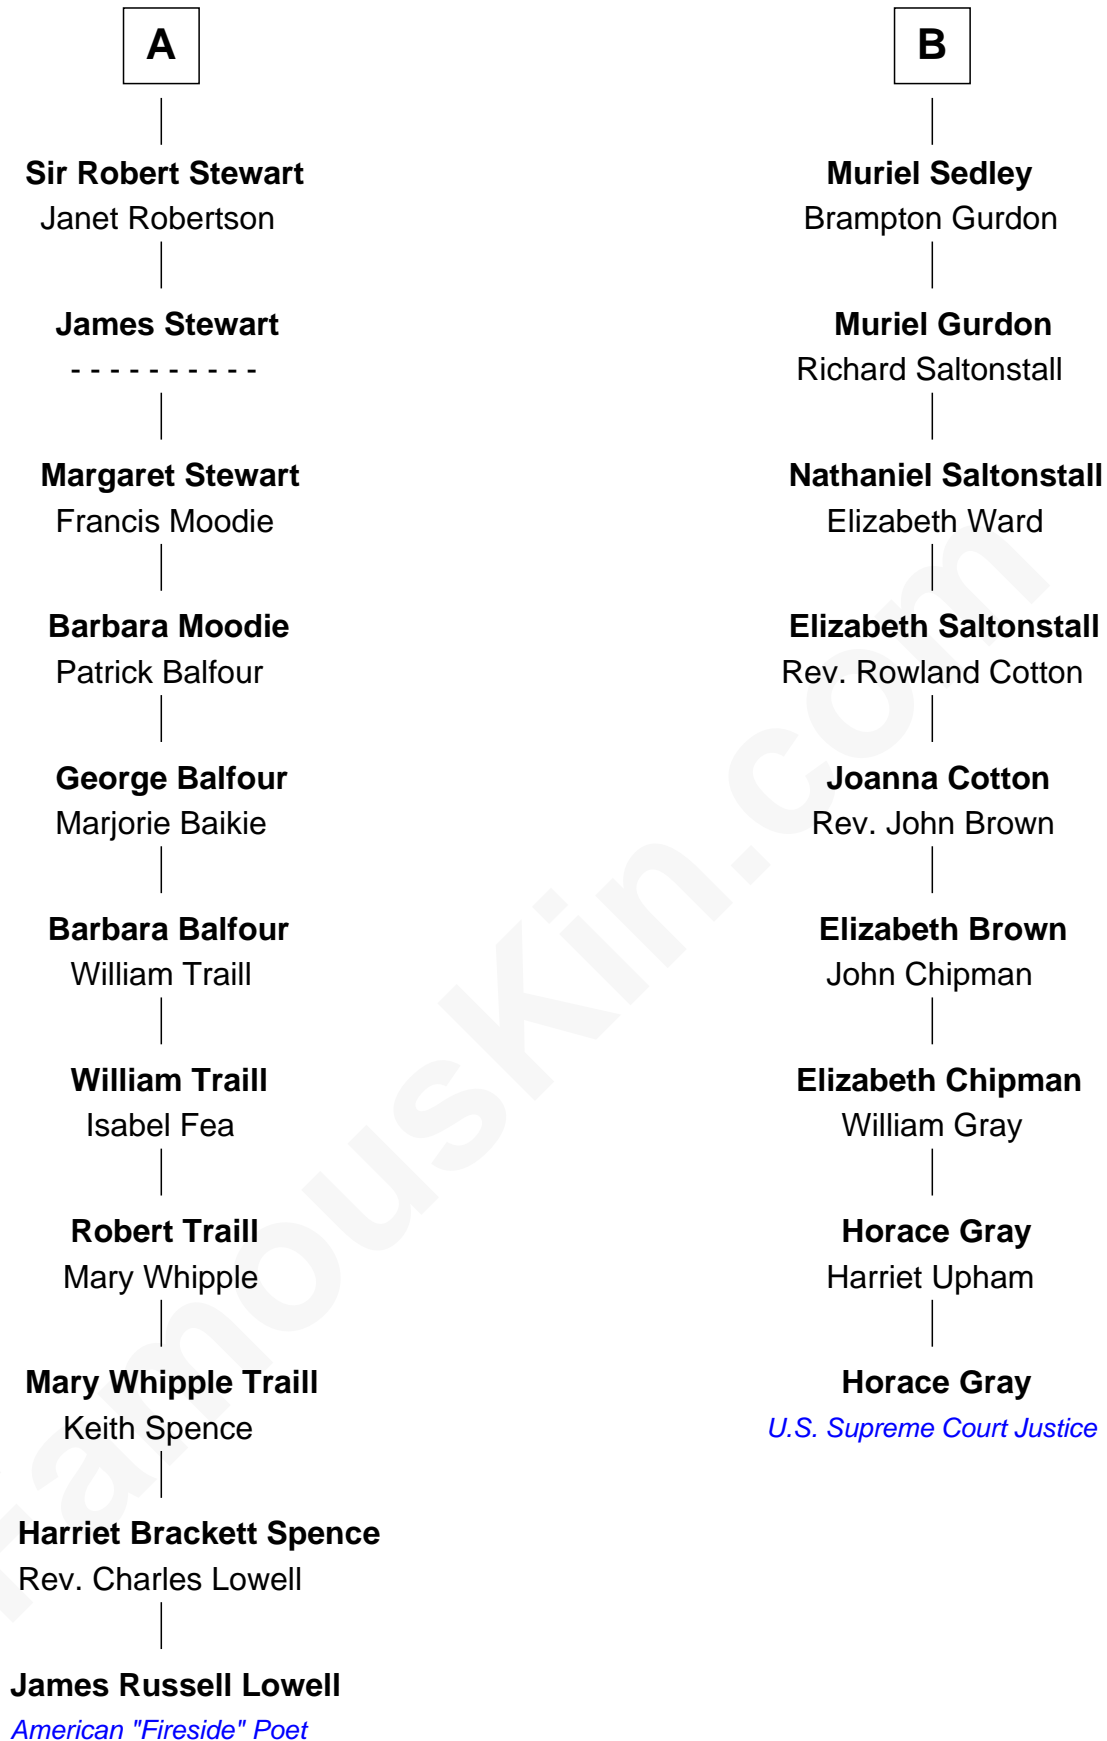 A
Sir Robert Stewart
Janet Robertson
James Stewart
- - - - - - - - - -
Margaret Stewart
Francis Moodie
Barbara Moodie
Patrick Balfour
George Balfour
Marjorie Baikie
Barbara Balfour
William Traill
William Traill
Isabel Fea
Robert Traill
Mary Whipple
Mary Whipple Traill
Keith Spence
Harriet Brackett Spence
Rev. Charles Lowell
James Russell Lowell
American "Fireside" Poet
B
Muriel Sedley
Brampton Gurdon
Muriel Gurdon
Richard Saltonstall
Nathaniel Saltonstall
Elizabeth Ward
Elizabeth Saltonstall
Rev. Rowland Cotton
Joanna Cotton
Rev. John Brown
Elizabeth Brown
John Chipman
Elizabeth Chipman
William Gray
Horace Gray
Harriet Upham
Horace Gray
U.S. Supreme Court Justice
FamousKin.com